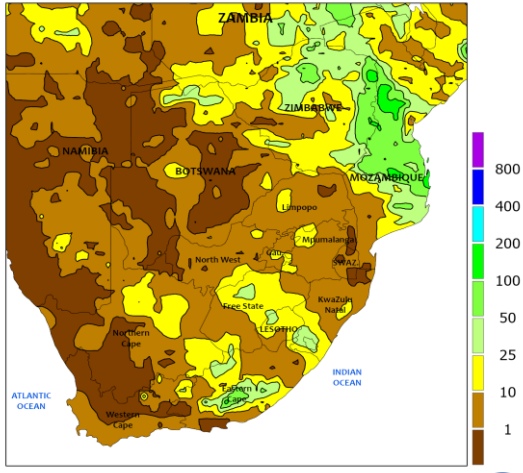 ZAMBIA
ZIMBABWE
NAMIBIA
BOTSWANA
MOZAMBIQUE
Limpopo
Mpumalanga
Gau.
North West
SWAZ.
Free State
KwaZulu
Natal
LESOTHO
Northern
Cape
INDIAN
OCEAN
Eastern
Cape
ATLANTIC
OCEAN
Western
Cape
800
400
200
100
50
25
10
1